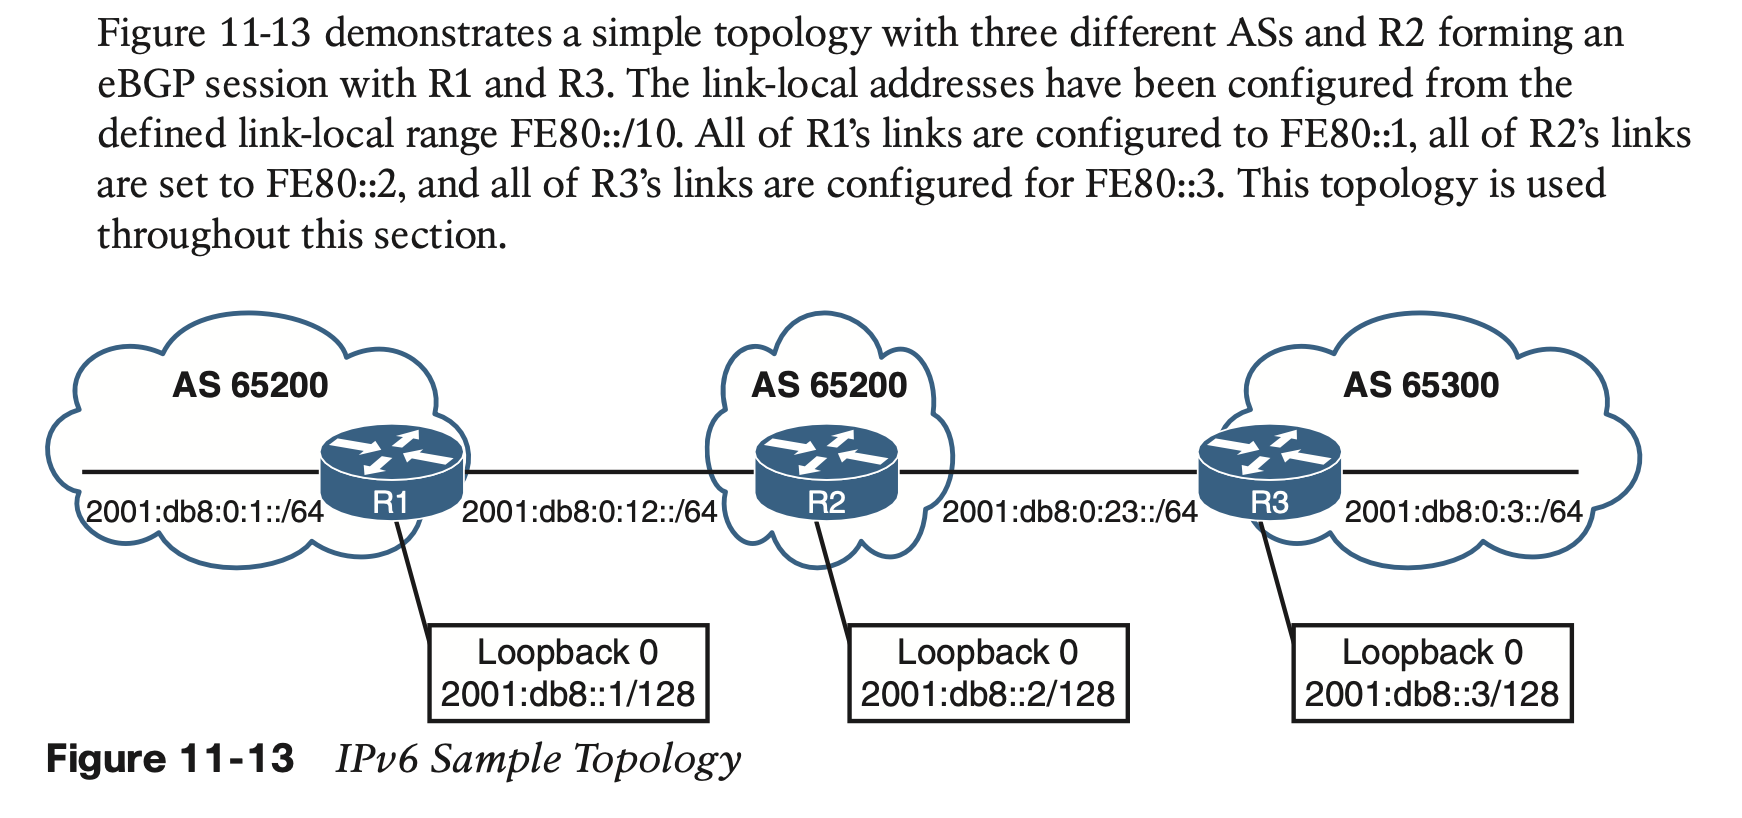 Figure 11-13 demonstrates a simple topology with three different ASs and R2 forming an
eBGP session with R1 and R3. The link-local addresses have been configured from the
defined link-local range FE80::/10. All of R1’s links are configured to FE80::1, all of R2’s links
are set to FE80::2, and all of R3’s links are configured for FE80::3. This topology is used
throughout this section.
AS 65200
AS 65200
AS 65300
R1
R2
R3
2001:db8:0:1::/64
2001:db8:0:12::/64
2001:db8:0:23::/64
2001:db8:0:3::/64
Loopback 0
2001:db8::1/128
Loopback 0
2001:db8::2/128
Loopback 0
2001:db8::3/128
Figure 11-13 IPv6 Sample Topology